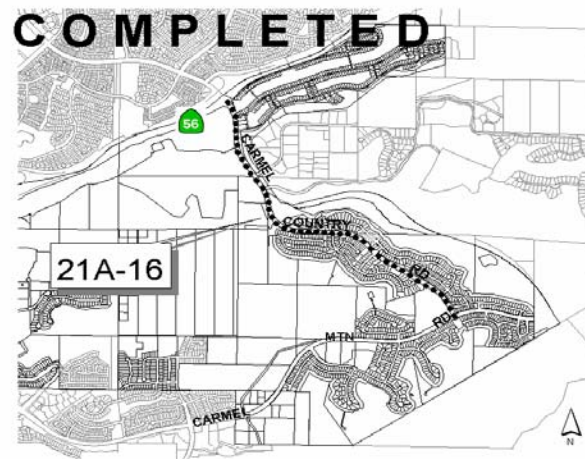 COMPLETED
56
CARMEL
COUNTRY
RD
21A-16
MTN
RD
CARMEL
N